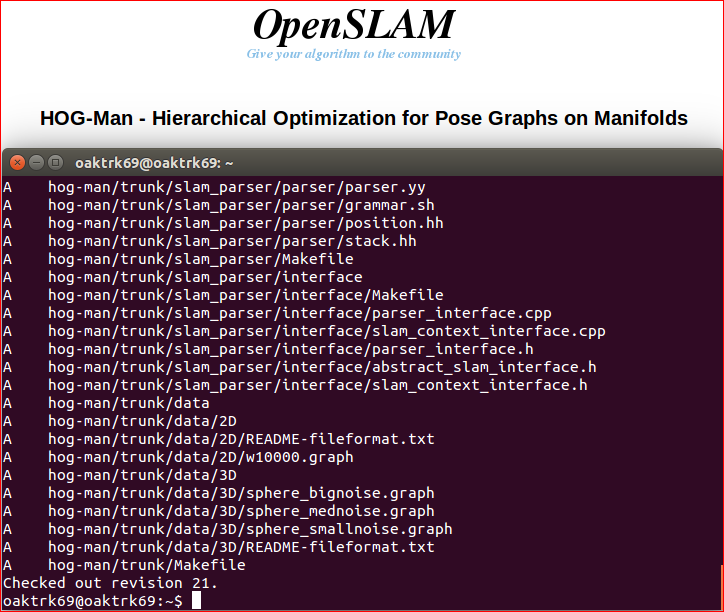 OpenSLAM
Give your algorithm to the community
HOG-Man - Hierarchical Optimization for Pose Graphs on Manifolds
oaktrk69@oaktrk69: ~
A    hog-man/trunk/slam_parser/parser/parser.yy
A    hog-man/trunk/slam_parser/parser/grammar.sh
A    hog-man/trunk/slam_parser/parser/position.hh
A    hog-man/trunk/slam_parser/parser/stack.hh
A    hog-man/trunk/slam_parser/Makefile
A    hog-man/trunk/slam_parser/interface
A    hog-man/trunk/slam_parser/interface/Makefile
A    hog-man/trunk/slam_parser/interface/parser_interface.cpp
A    hog-man/trunk/slam_parser/interface/slam_context_interface.cpp
A    hog-man/trunk/slam_parser/interface/parser_interface.h
A    hog-man/trunk/slam_parser/interface/abstract_slam_interface.h
A    hog-man/trunk/slam_parser/interface/slam_context_interface.h
A    hog-man/trunk/data
A    hog-man/trunk/data/2D
A    hog-man/trunk/data/2D/README-fileformat.txt
A    hog-man/trunk/data/2D/w10000.graph
A    hog-man/trunk/data/3D
A    hog-man/trunk/data/3D/sphere_bignoise.graph
A    hog-man/trunk/data/3D/sphere_mednoise.graph
A    hog-man/trunk/data/3D/sphere_smallnoise.graph
A    hog-man/trunk/data/3D/README-fileformat.txt
A    hog-man/trunk/Makefile
Checked out revision 21.
oaktrk69@oaktrk69:~$